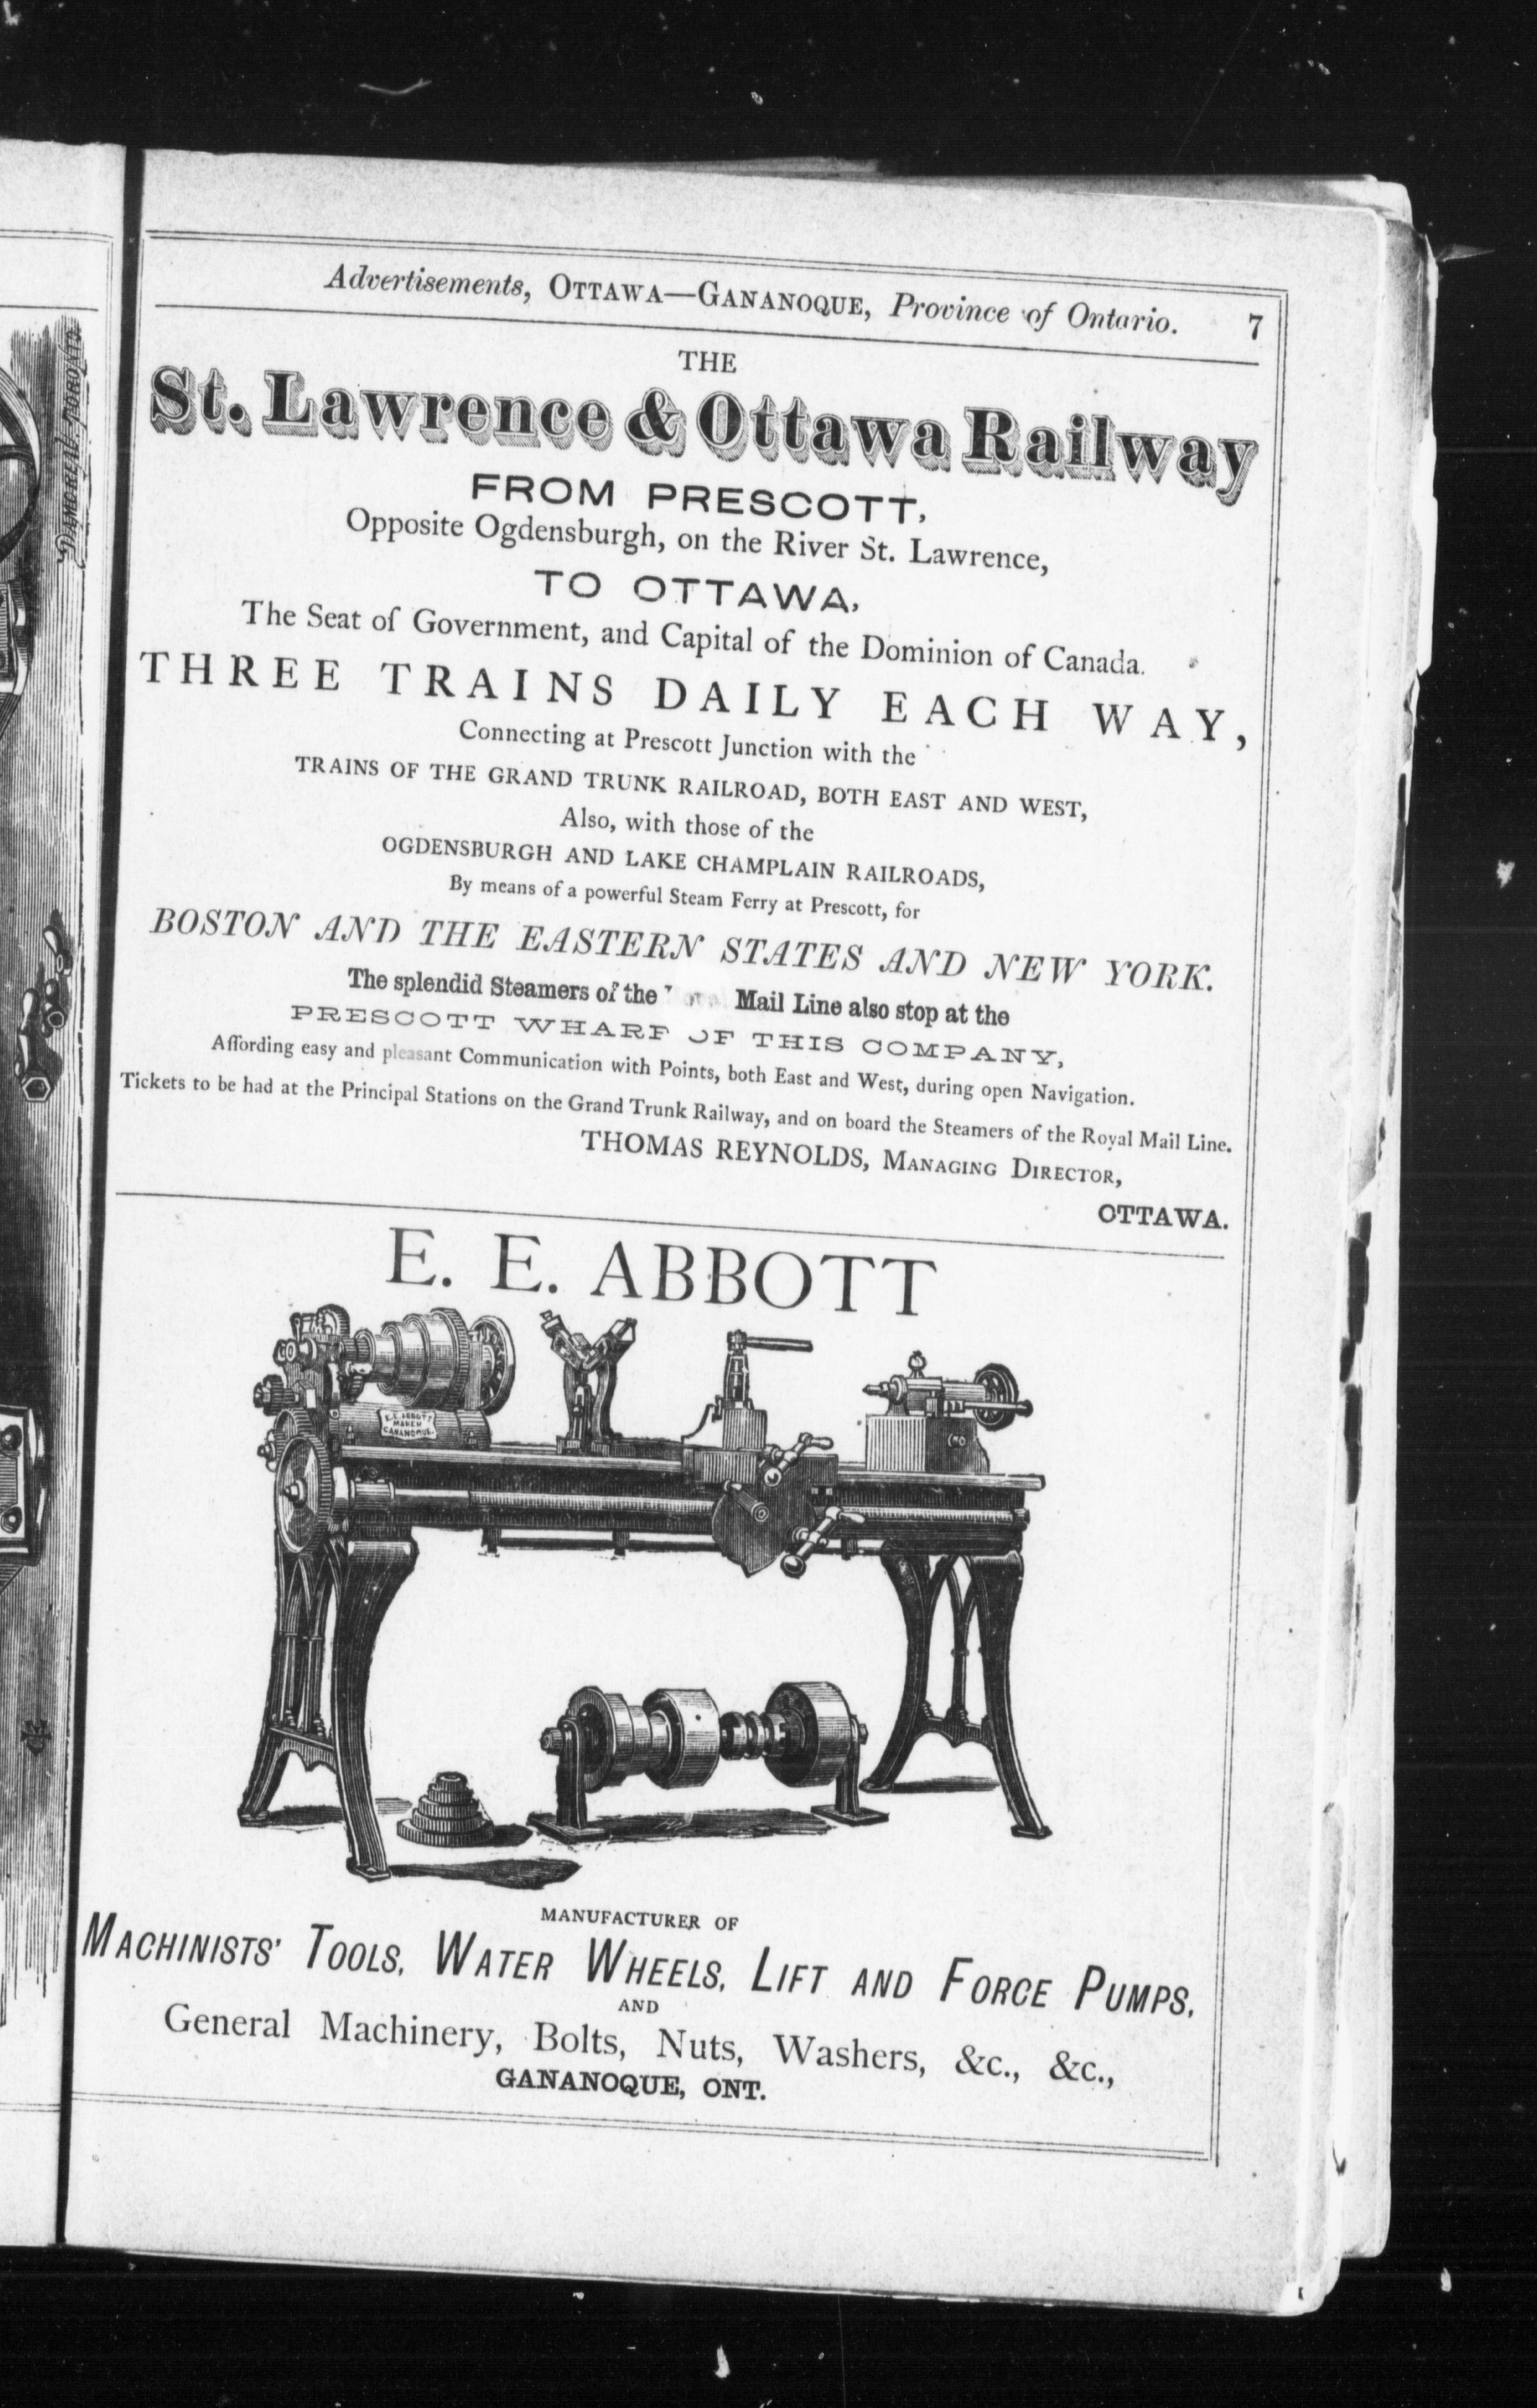 Advertisements, OTTAWA—GANANOQUE, Province of Ontario. 7
THE
St. Lawrence & Ottawa Railway
FROM PRESCOTT,
Opposite Ogdensburgh, on the River St. Lawrence,
TO OTTAWA,
The Seat of Government, and Capital of the Dominion of Canada.
THREE TRAINS DAILY EACH WAY,
Connecting at Prescott Junction with the
TRAINS OF THE GRAND TRUNK RAILROAD, BOTH EAST AND WEST,
Also, with those of the
OGDENSBURGH AND LAKE CHAMPLAIN RAILROADS,
By means of a powerful Steam Ferry at Prescott, for
BOSTON AND THE EASTERN STATES AND NEW YORK.
The splendid Steamers of the Mail Line also stop at the
PRESCOTT WHARF OF THIS COMPANY,
Affording easy and pleasant Communication with Points, both East and West, during open Navigation.
Tickets to be had at the Principal Stations on the Grand Trunk Railway, and on board the Steamers of the Royal Mail Line.
THOMAS REYNOLDS, MANAGING DIRECTOR,
OTTAWA.
E. E. ABBOTT
E.E. ABBOTT
MAKER
GANANOQUE.
MANUFACTURER OF
MACHINISTS' TOOLS, WATER WHEELS, LIFT AND FORCE PUMPS,
AND
General Machinery, Bolts, Nuts, Washers, &c., &c.,
GANANOQUE, ONT.
DAMOREAU. TORONTO.